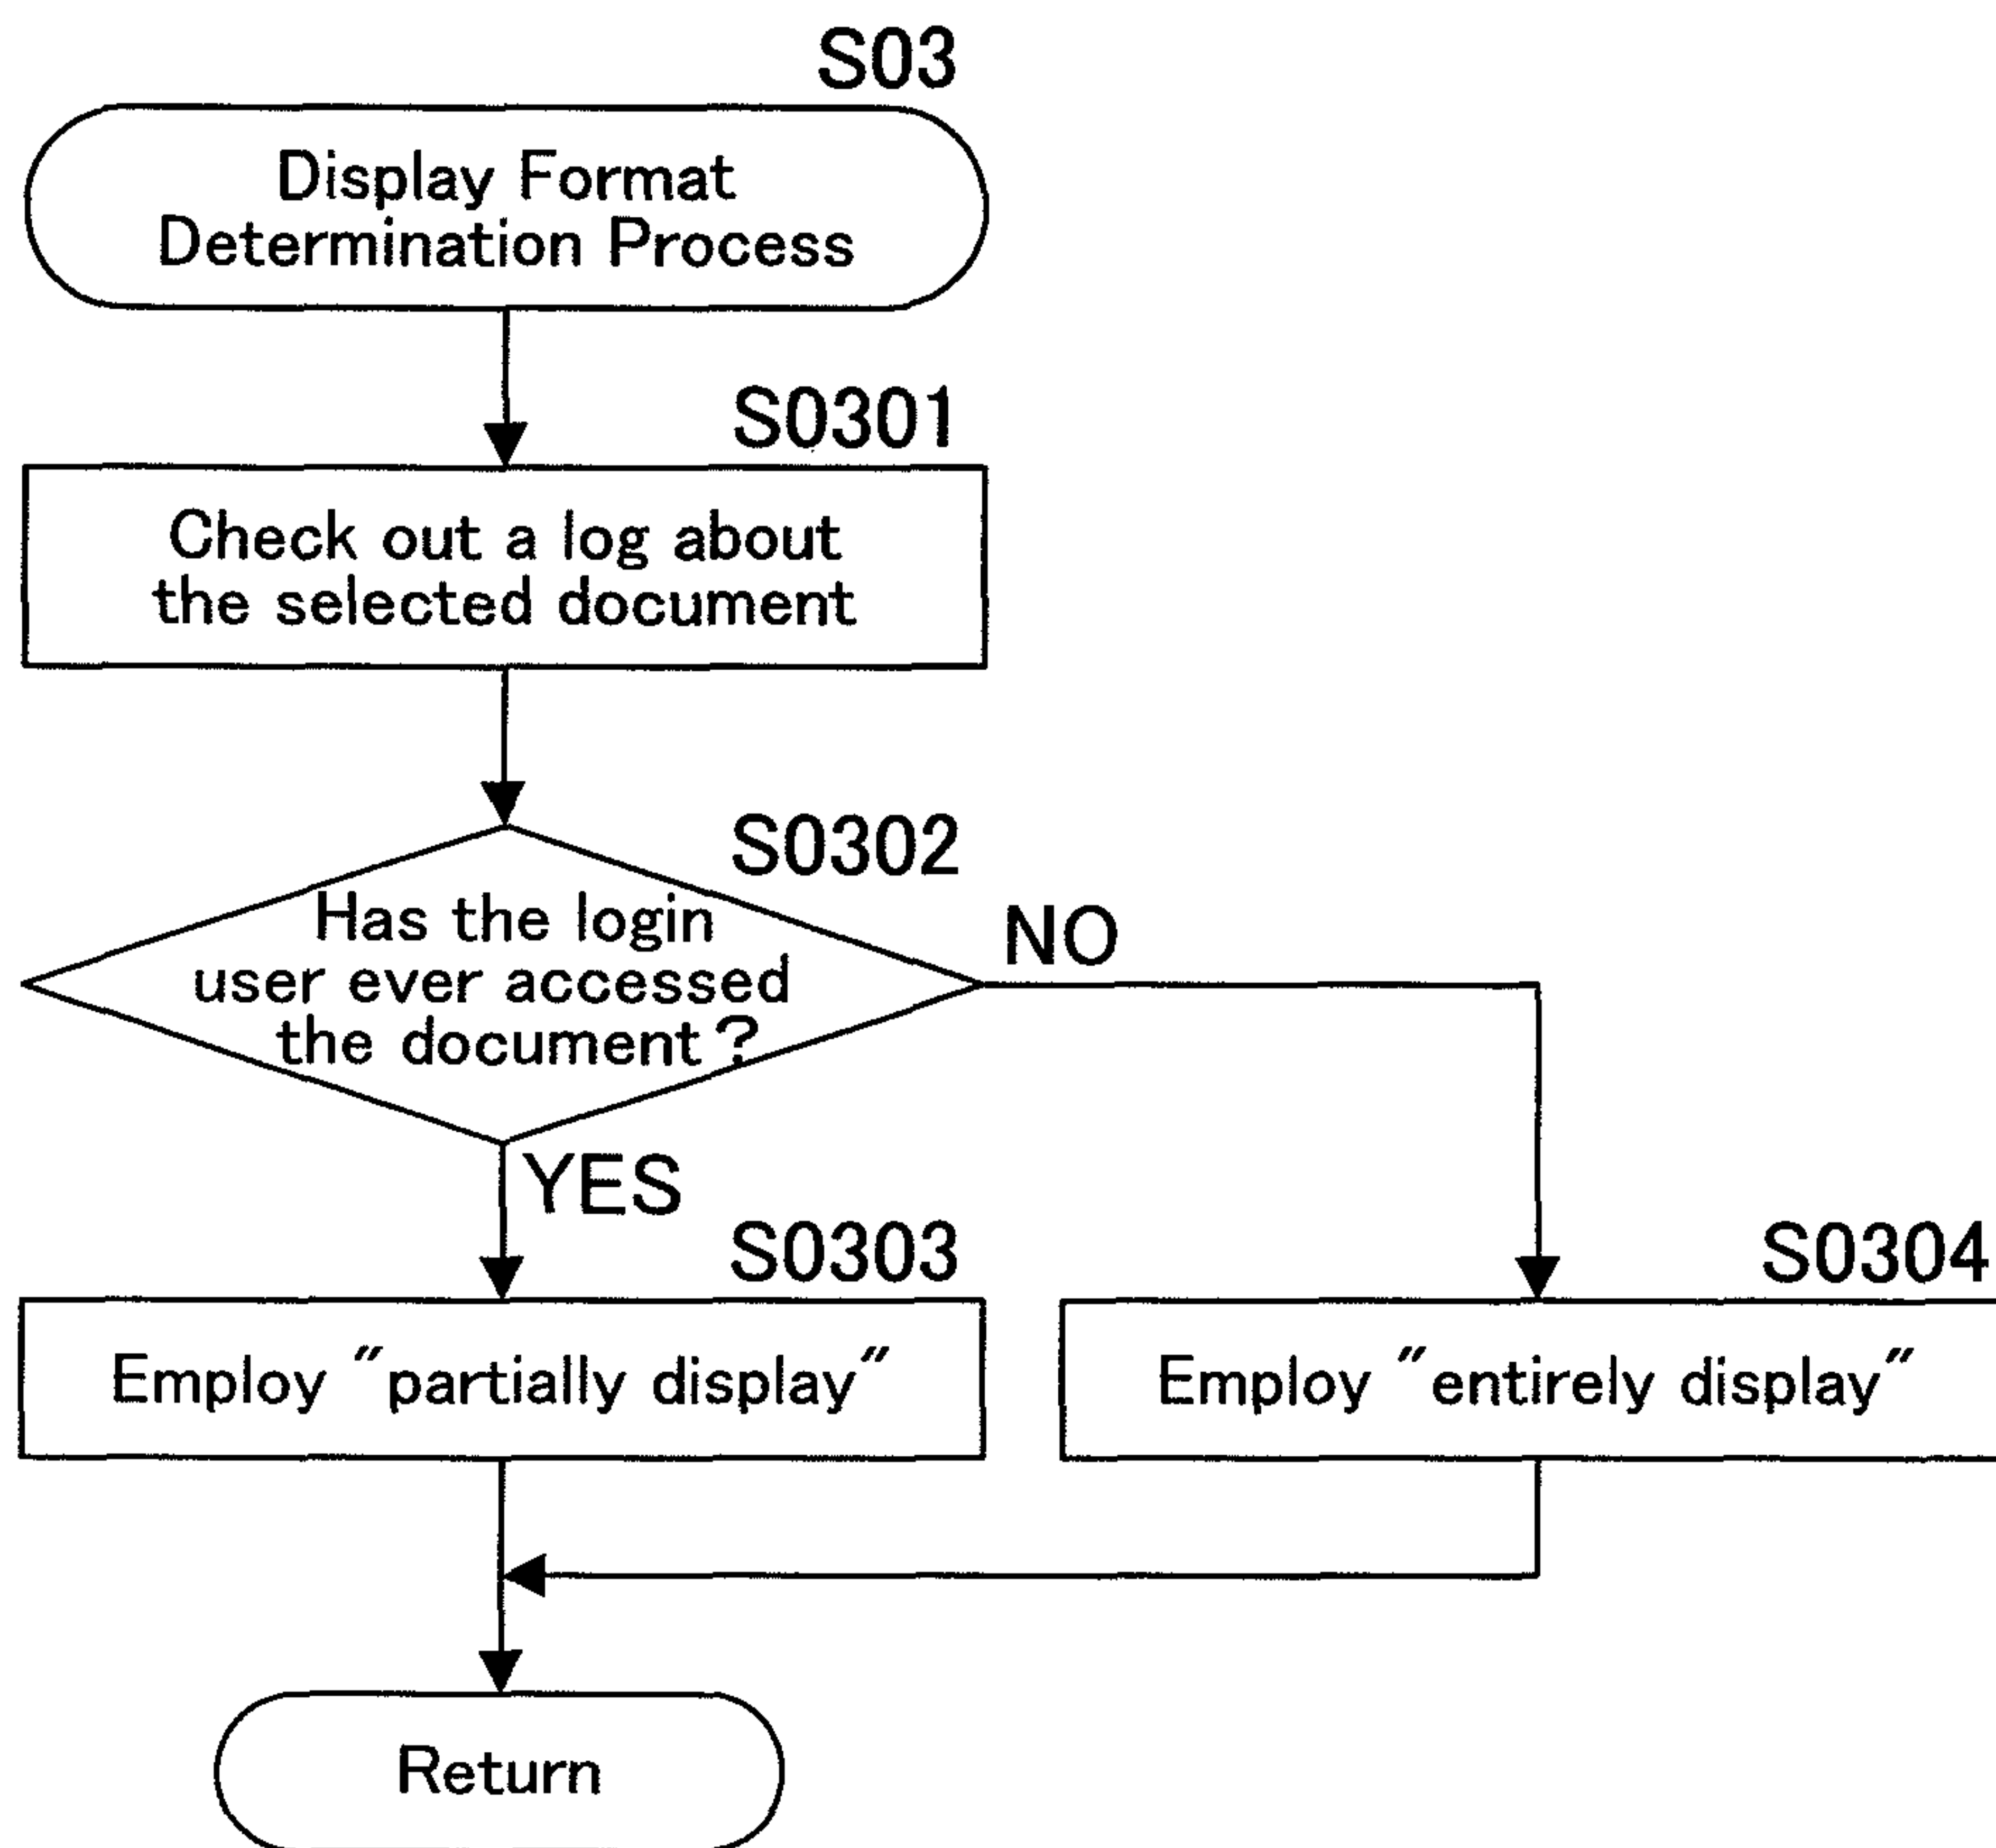 S03
Display Format
Determination Process
S0301
Check out a log about
the selected document
S0302
Has the login
user ever accessed
the document?
NO
YES
S0303
Employ "partially display"
S0304
Employ "entirely display"
Return